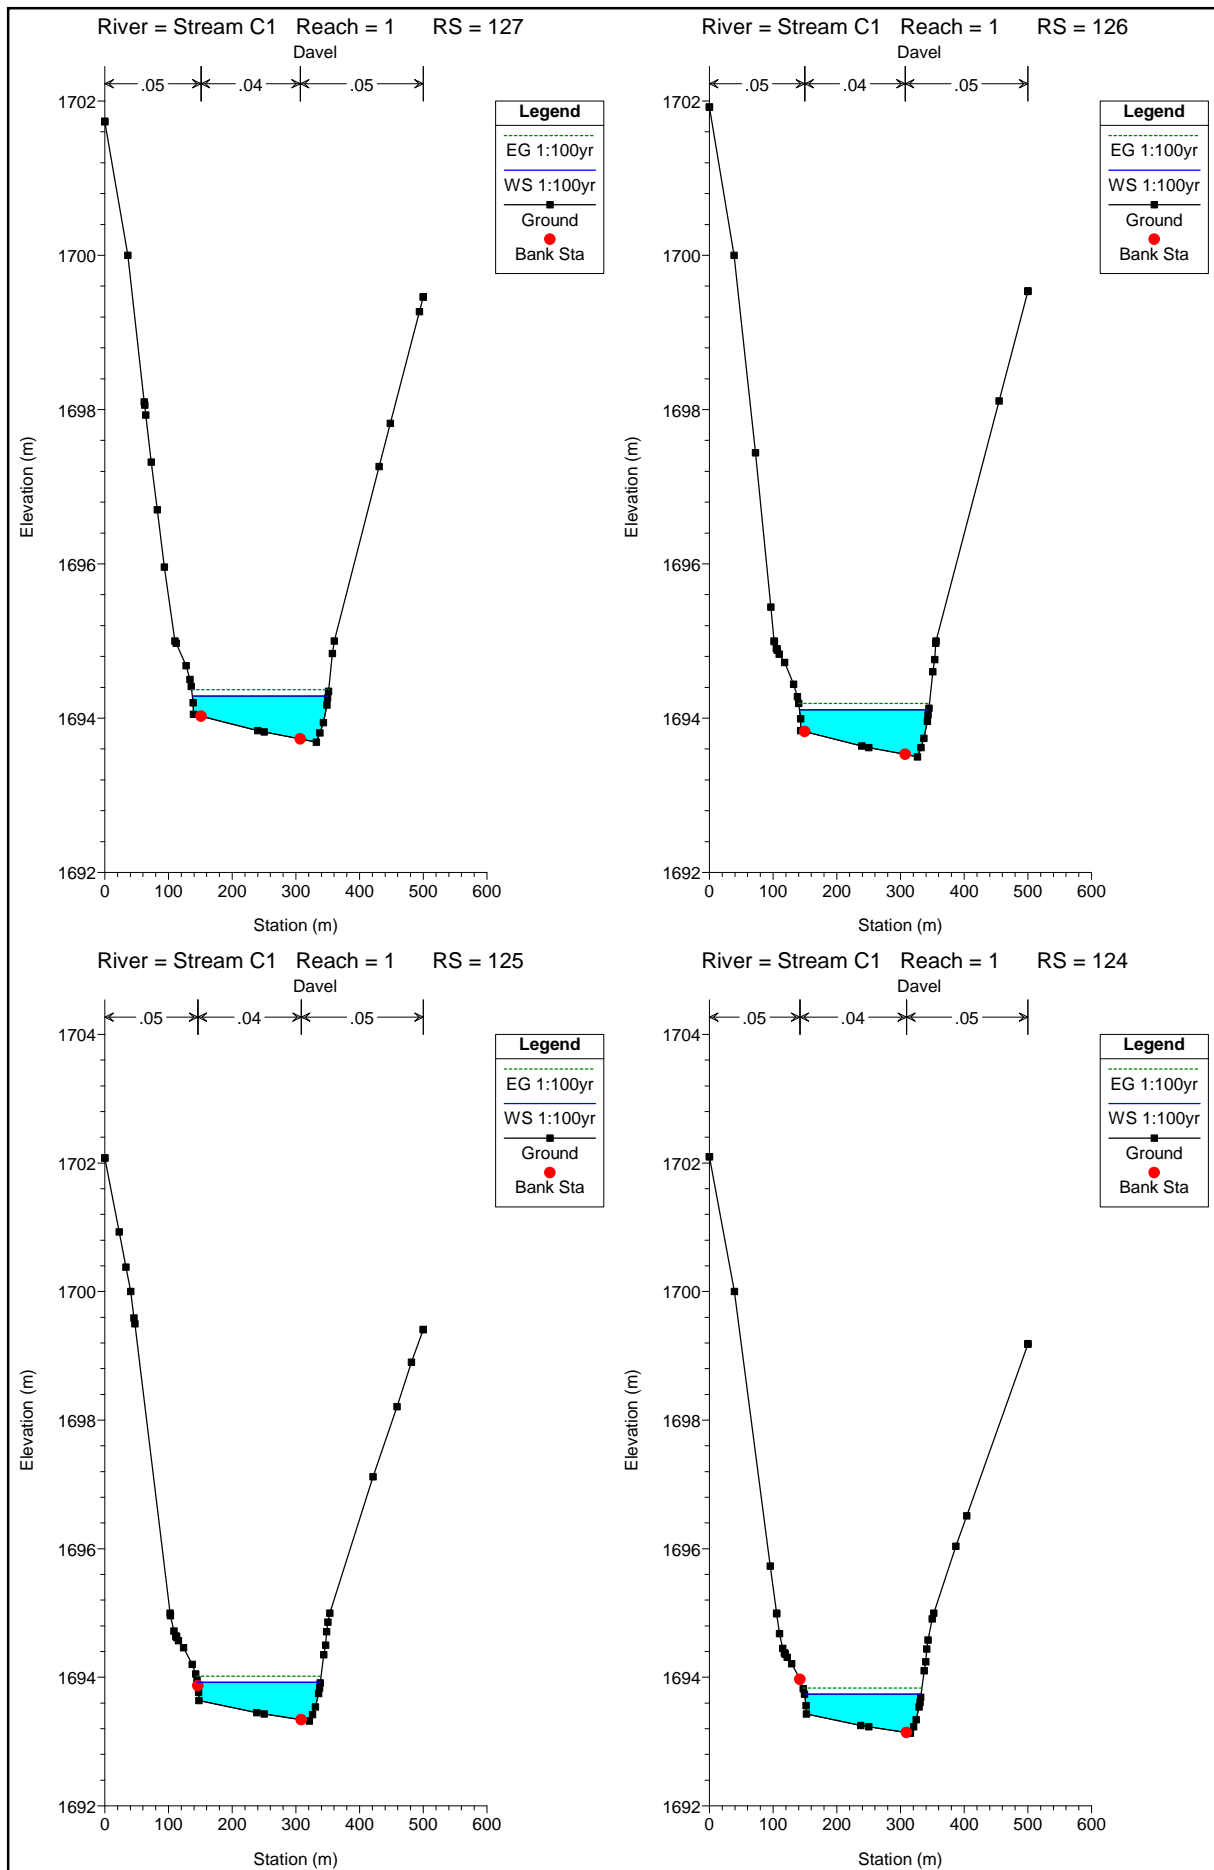 River = Stream C1 Reach = 1 RS = 127
Davel
.05 .04 .05
Legend
EG 1:100yr
WS 1:100yr
Ground
Bank Sta
1702
1700
1698
1696
1694
1692
Elevation (m)
0 100 200 300 400 500 600
Station (m)
River = Stream C1 Reach = 1 RS = 126
Davel
.05 .04 .05
Legend
EG 1:100yr
WS 1:100yr
Ground
Bank Sta
1702
1700
1698
1696
1694
1692
Elevation (m)
0 100 200 300 400 500 600
Station (m)
River = Stream C1 Reach = 1 RS = 125
Davel
.05 .04 .05
Legend
EG 1:100yr
WS 1:100yr
Ground
Bank Sta
1704
1702
1700
1698
1696
1694
1692
Elevation (m)
0 100 200 300 400 500 600
Station (m)
River = Stream C1 Reach = 1 RS = 124
Davel
.05 .04 .05
Legend
EG 1:100yr
WS 1:100yr
Ground
Bank Sta
1704
1702
1700
1698
1696
1694
1692
Elevation (m)
0 100 200 300 400 500 600
Station (m)